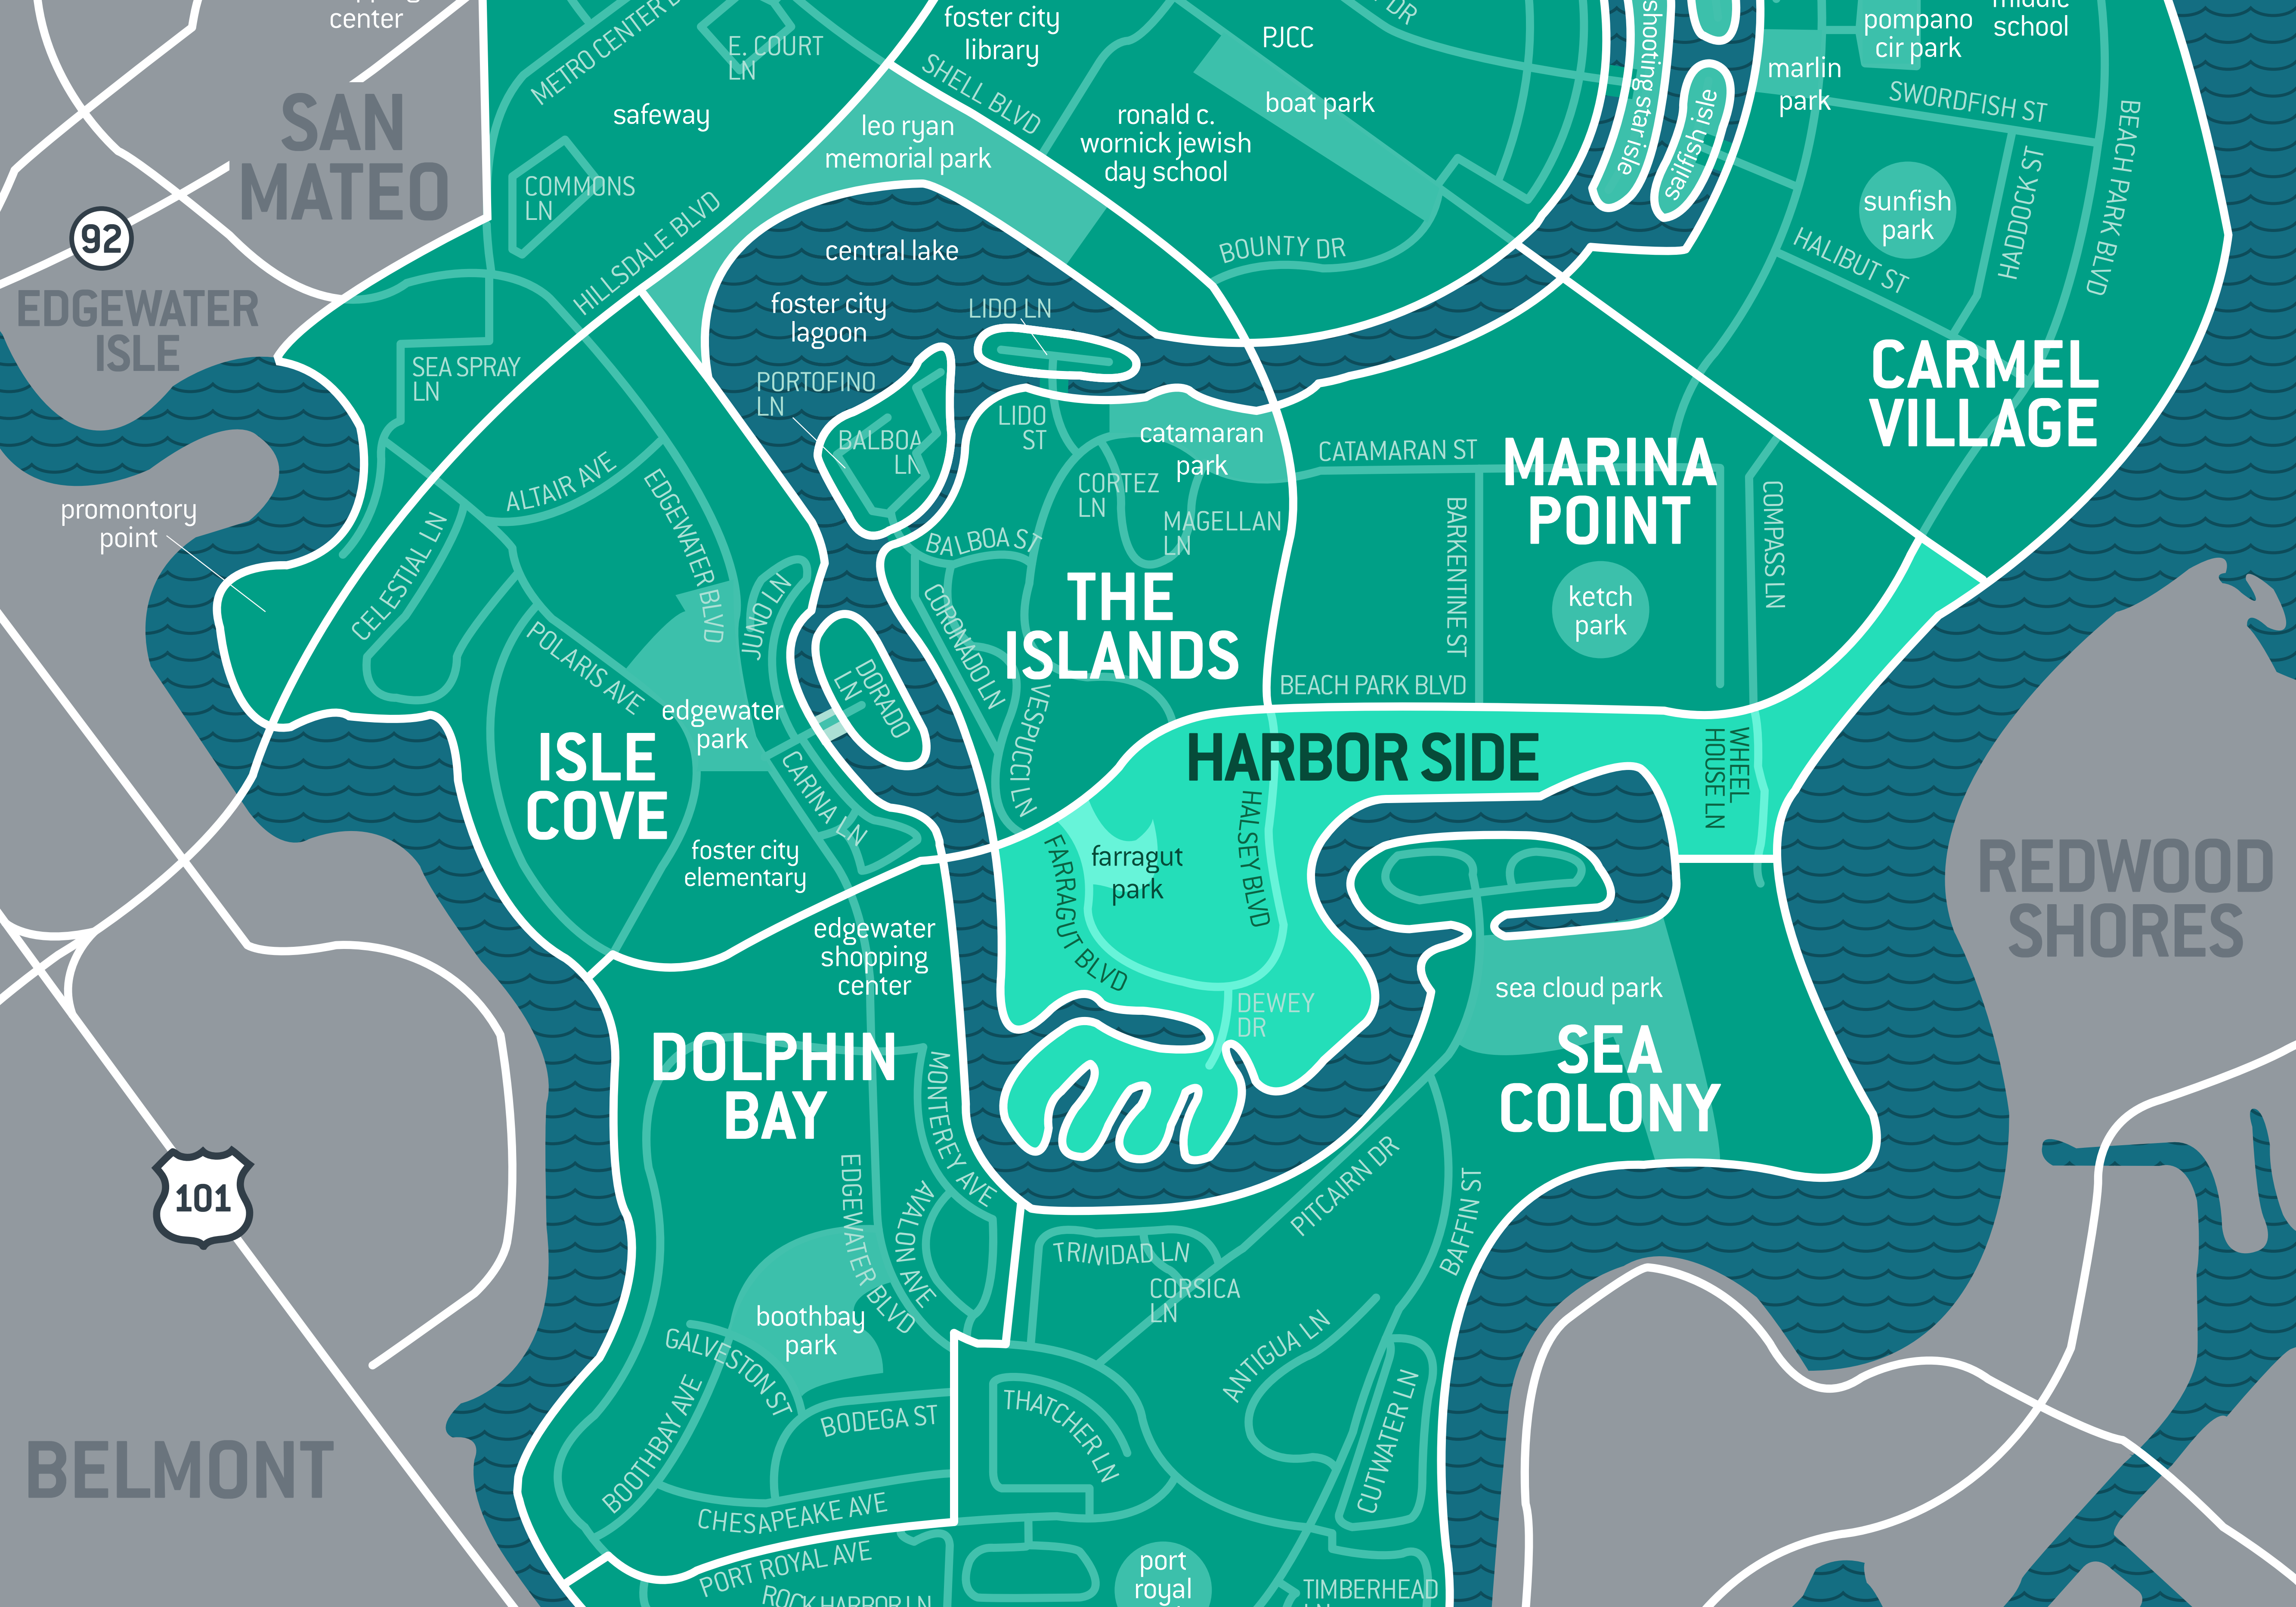 center
SAN
MATEO
92
EDGEWATER
ISLE
METRO CENTER
E. COURT
LN
safeway
COMMONS
LN
HILLSDALE BLVD
foster city
library
SHELL BLVD
leo ryan
memorial park
ronald c.
wornick jewish
day school
PJCC
boat park
DR
BOUNTY DR
shooting star isle
sailfish isle
pompano
cir park
school
marlin
park
SWORDFISH ST
sunfish
park
HADDOCK ST
HALIBUT ST
BEACH PARK BLVD
CARMEL
VILLAGE
central lake
foster city
lagoon
LIDO LN
PORTOFINO
LN
BALBOA
LN
LIDO
ST
SEA SPRAY
LN
ALTAIR AVE
EDGEWATER BLVD
CELESTIAL LN
promontory
point
POLARIS AVE
JUNO LN
edgewater
park
ISLE
COVE
DORADO
LN
CARINA LN
foster city
elementary
catamaran
park
CORTEZ
LN
MAGELLAN
LN
BALBOA ST
CORONADO LN
VESPUCCI LN
THE
ISLANDS
CATAMARAN ST
MARINA
POINT
BARKENTINE ST
ketch
park
COMPASS LN
BEACH PARK BLVD
HARBOR SIDE
WHEEL
HOUSE LN
HALSEY BLVD
farragut
park
FARRAGUT BLVD
DEWEY
DR
REDWOOD
SHORES
sea cloud park
SEA
COLONY
edgewater
shopping
center
DOLPHIN
BAY
MONTEREY AVE
EDGEWATER BLVD
AVALON AVE
boothbay
park
GALVESTON ST
BOOTHBAY AVE
BODEGA ST
CHESAPEAKE AVE
PORT ROYAL AVE
ROCK HARBOR LN
101
BELMONT
PITCAIRN DR
BAFFIN ST
TRINIDAD LN
CORSICA
LN
ANTIGUA LN
THATCHER LN
CUTWATER LN
port
royal
TIMBERHEAD